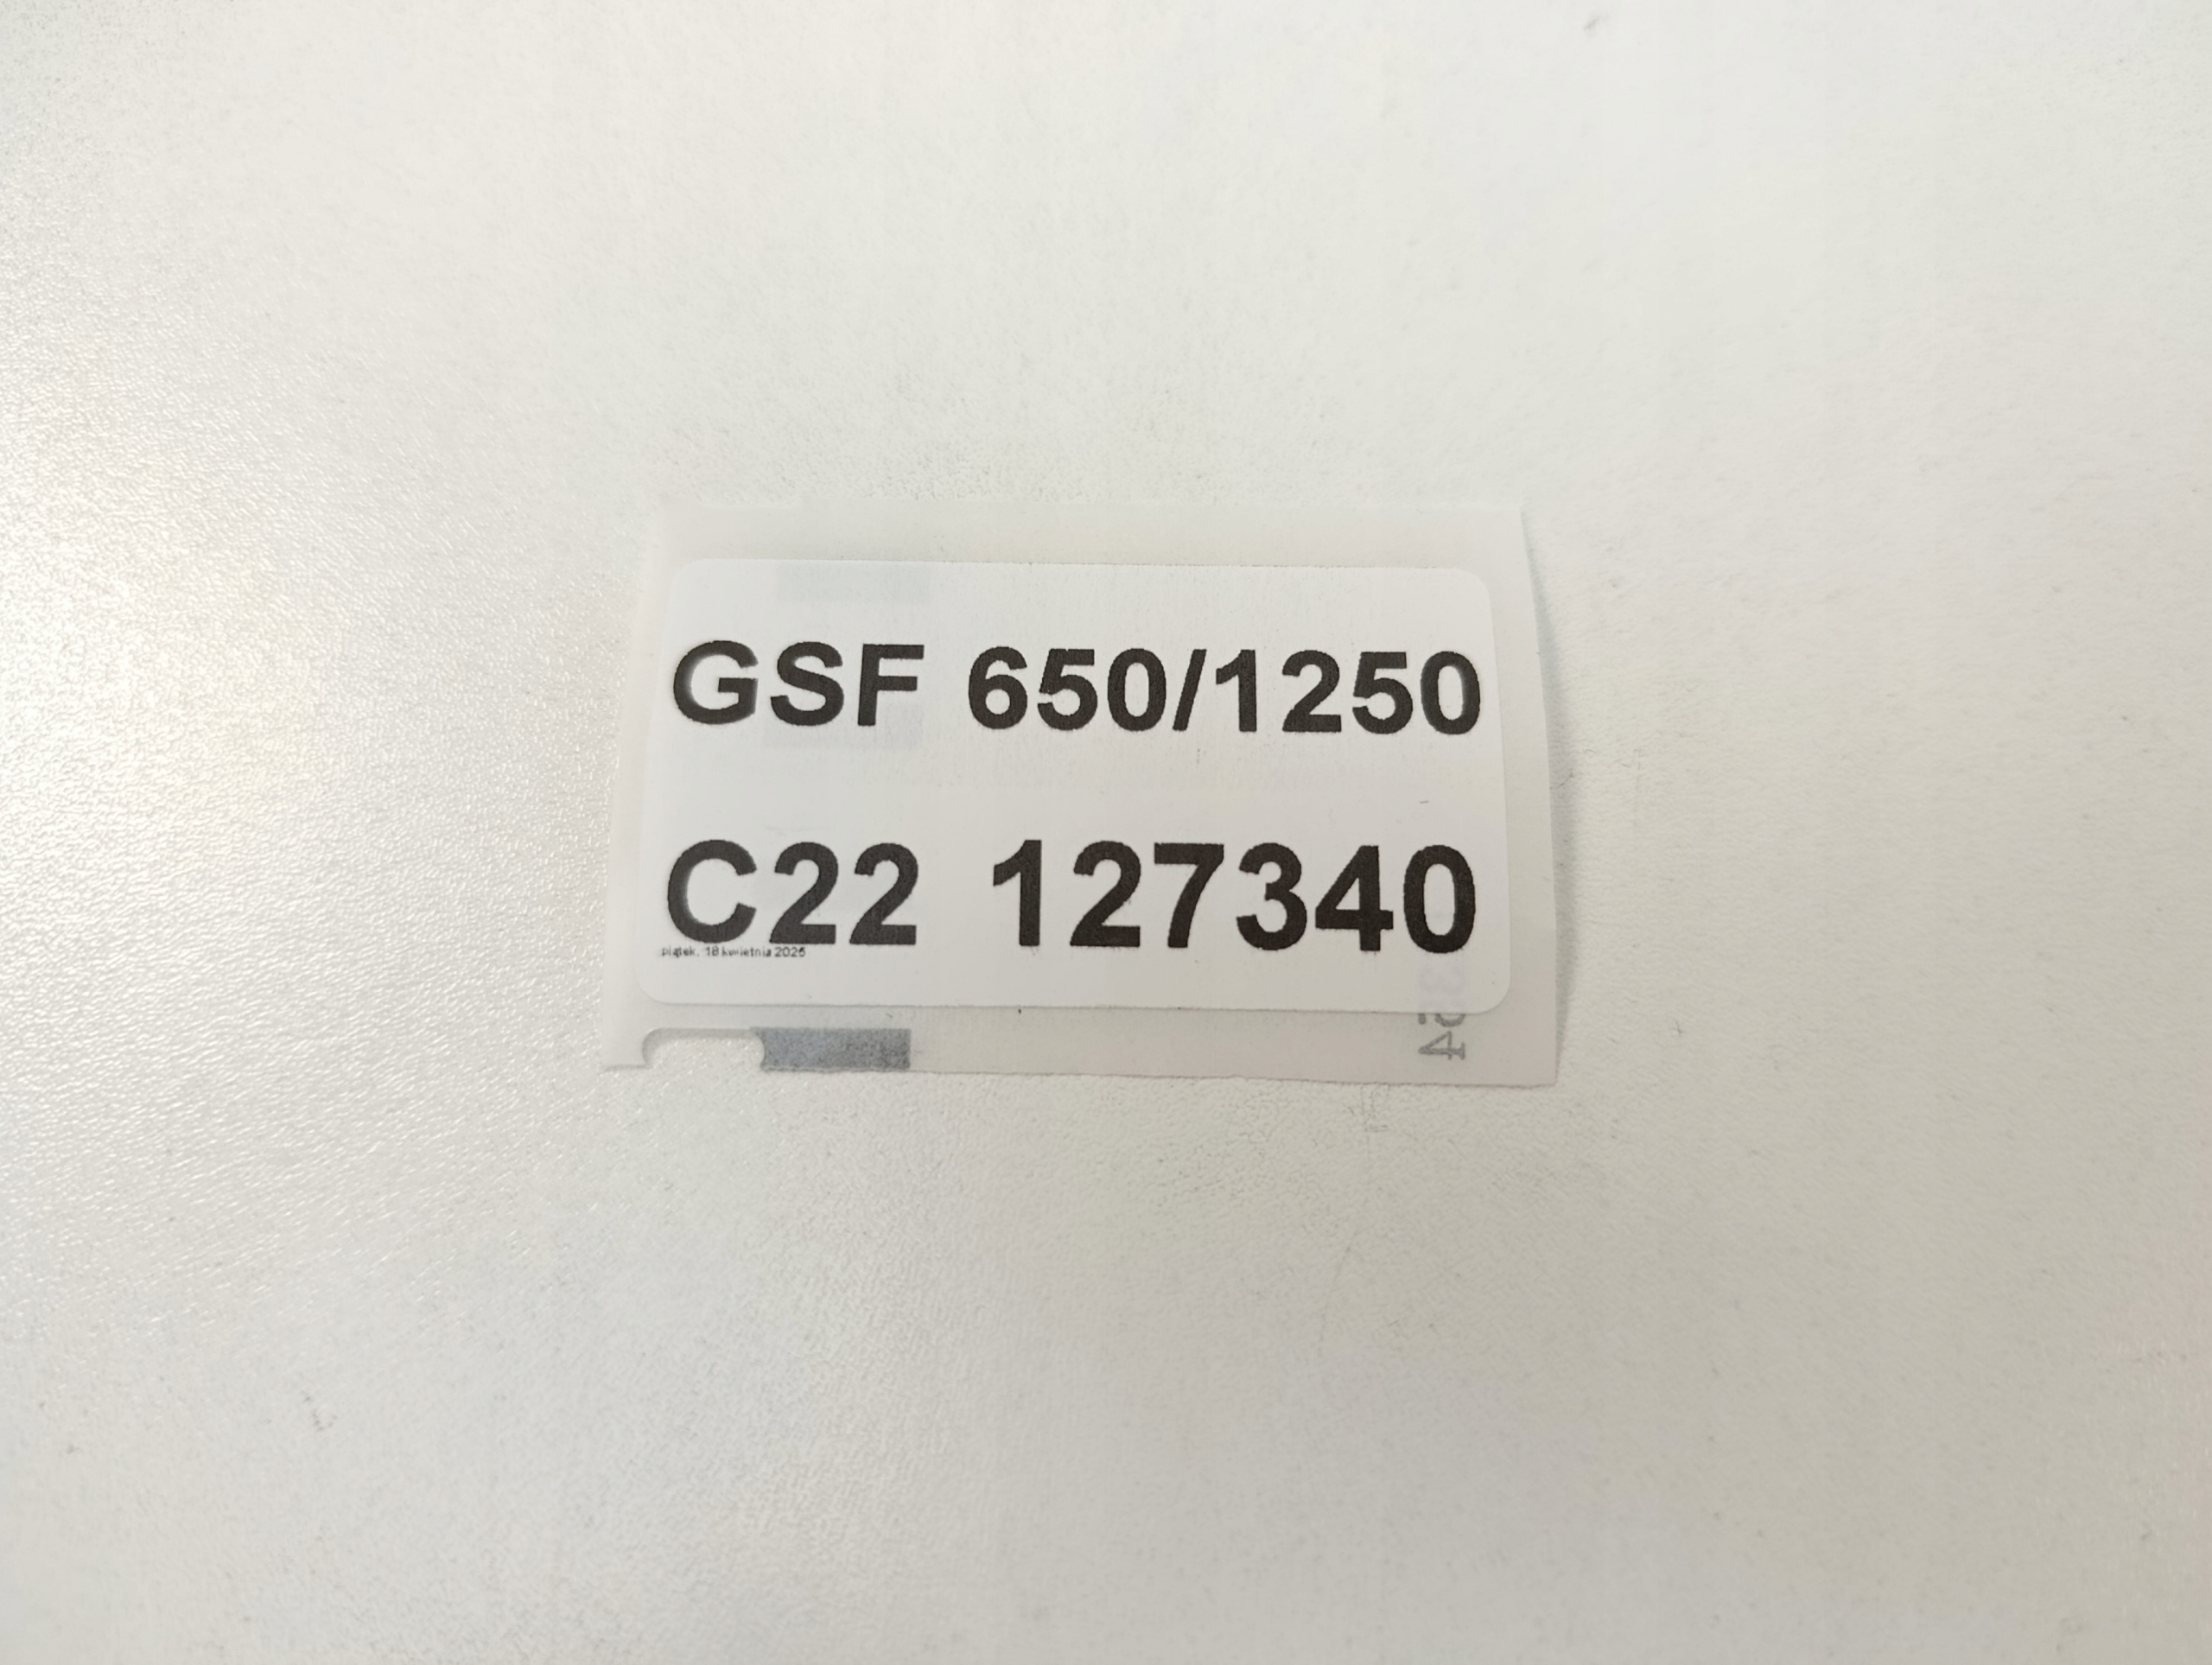 GSF 650/1250
C22 127340
piątek, 18 kwietnia 2025